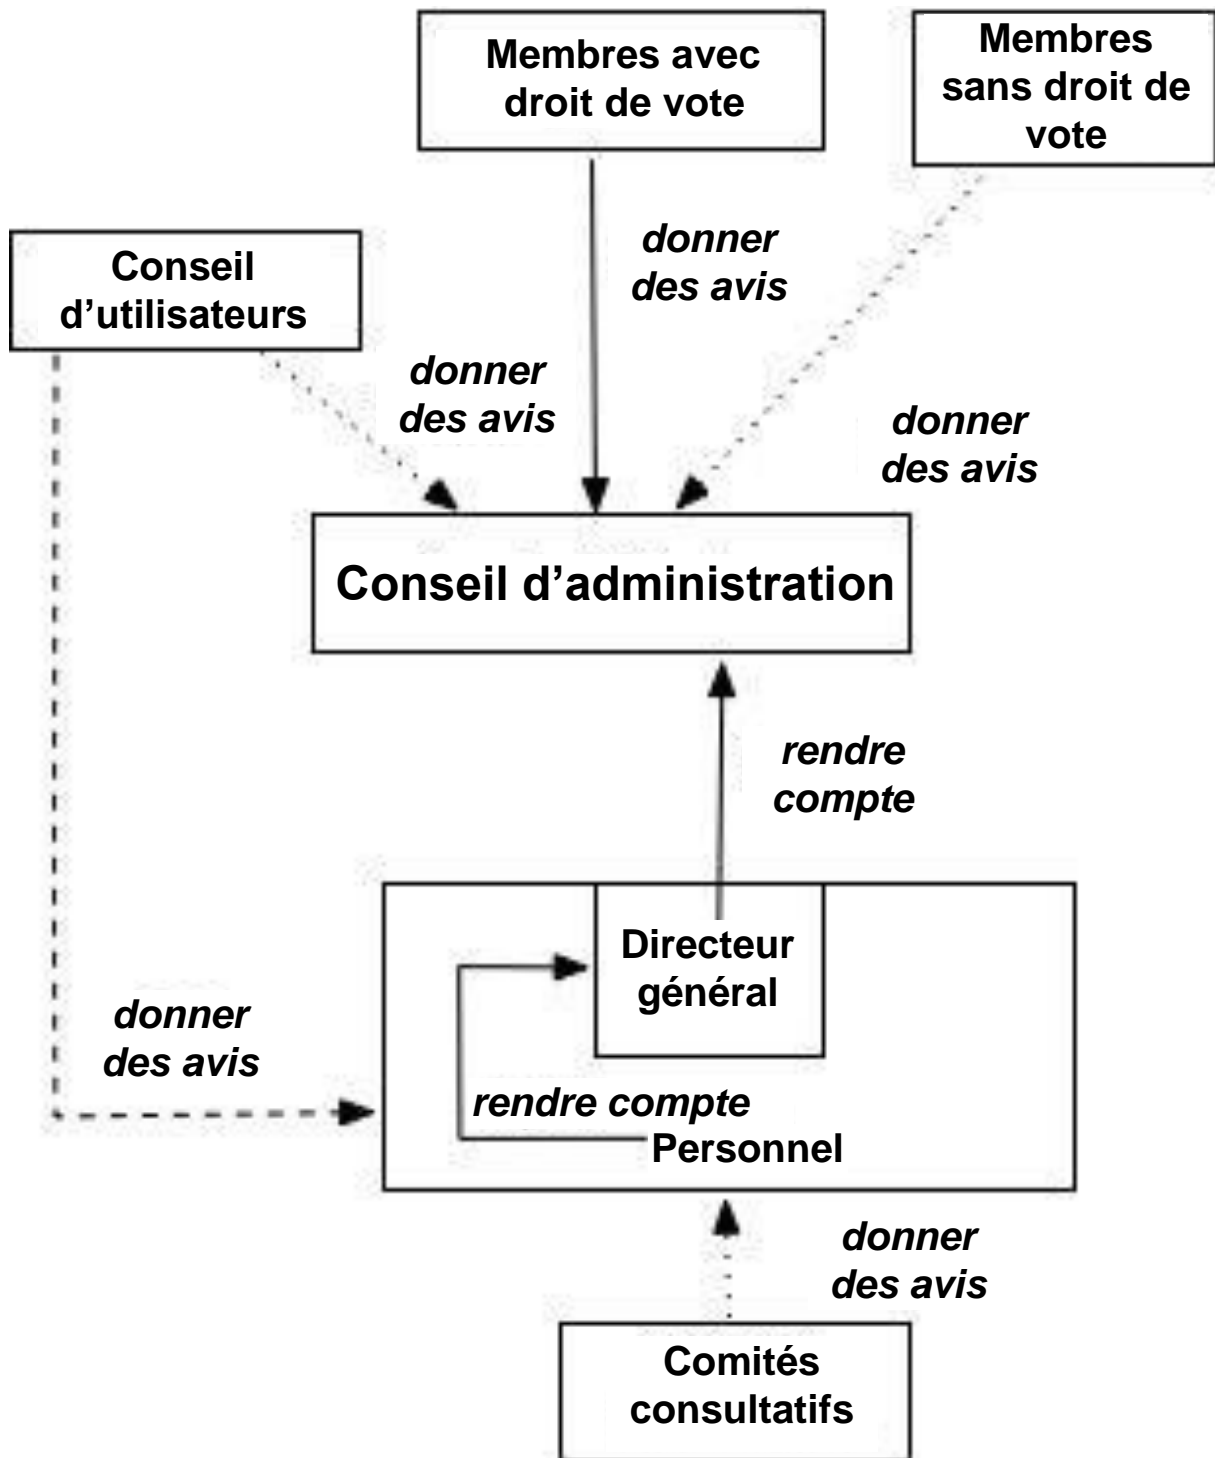 Membres avec
droit de vote
Membres
sans droit de
vote
donner
des avis
Conseil
d’utilisateurs
donner
des avis
donner
des avis
Conseil d’administration
rendre
compte
Directeur
général
donner
des avis
rendre compte
Personnel
donner
des avis
Comités
consultatifs